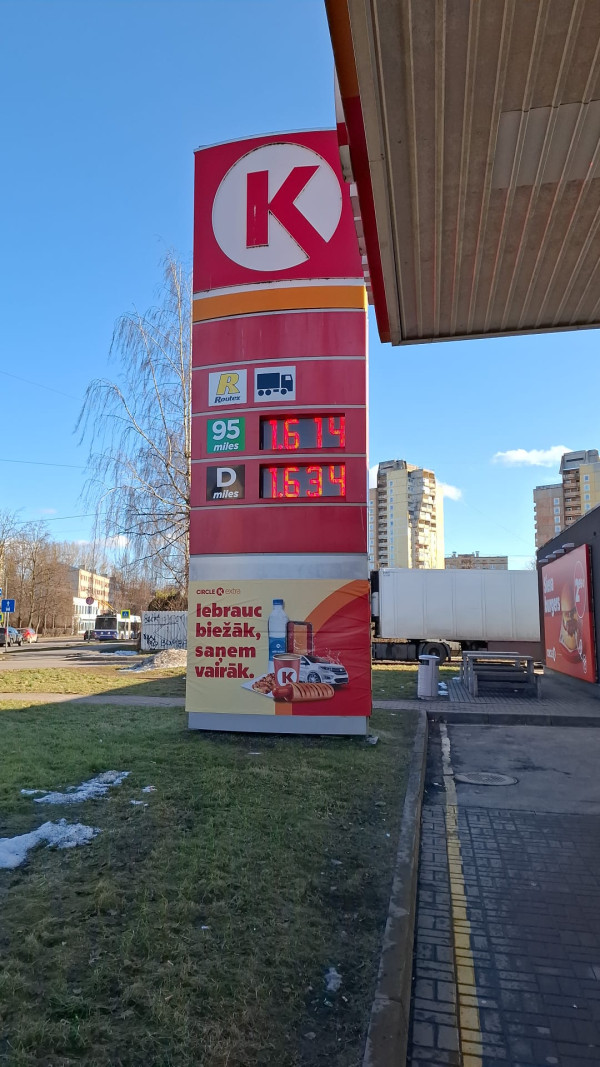 K
R
Routex
95
miles
1.614
D
miles
1.634
CIRCLE K extra
Iebrauc
biežāk,
saņem
vairāk.
K